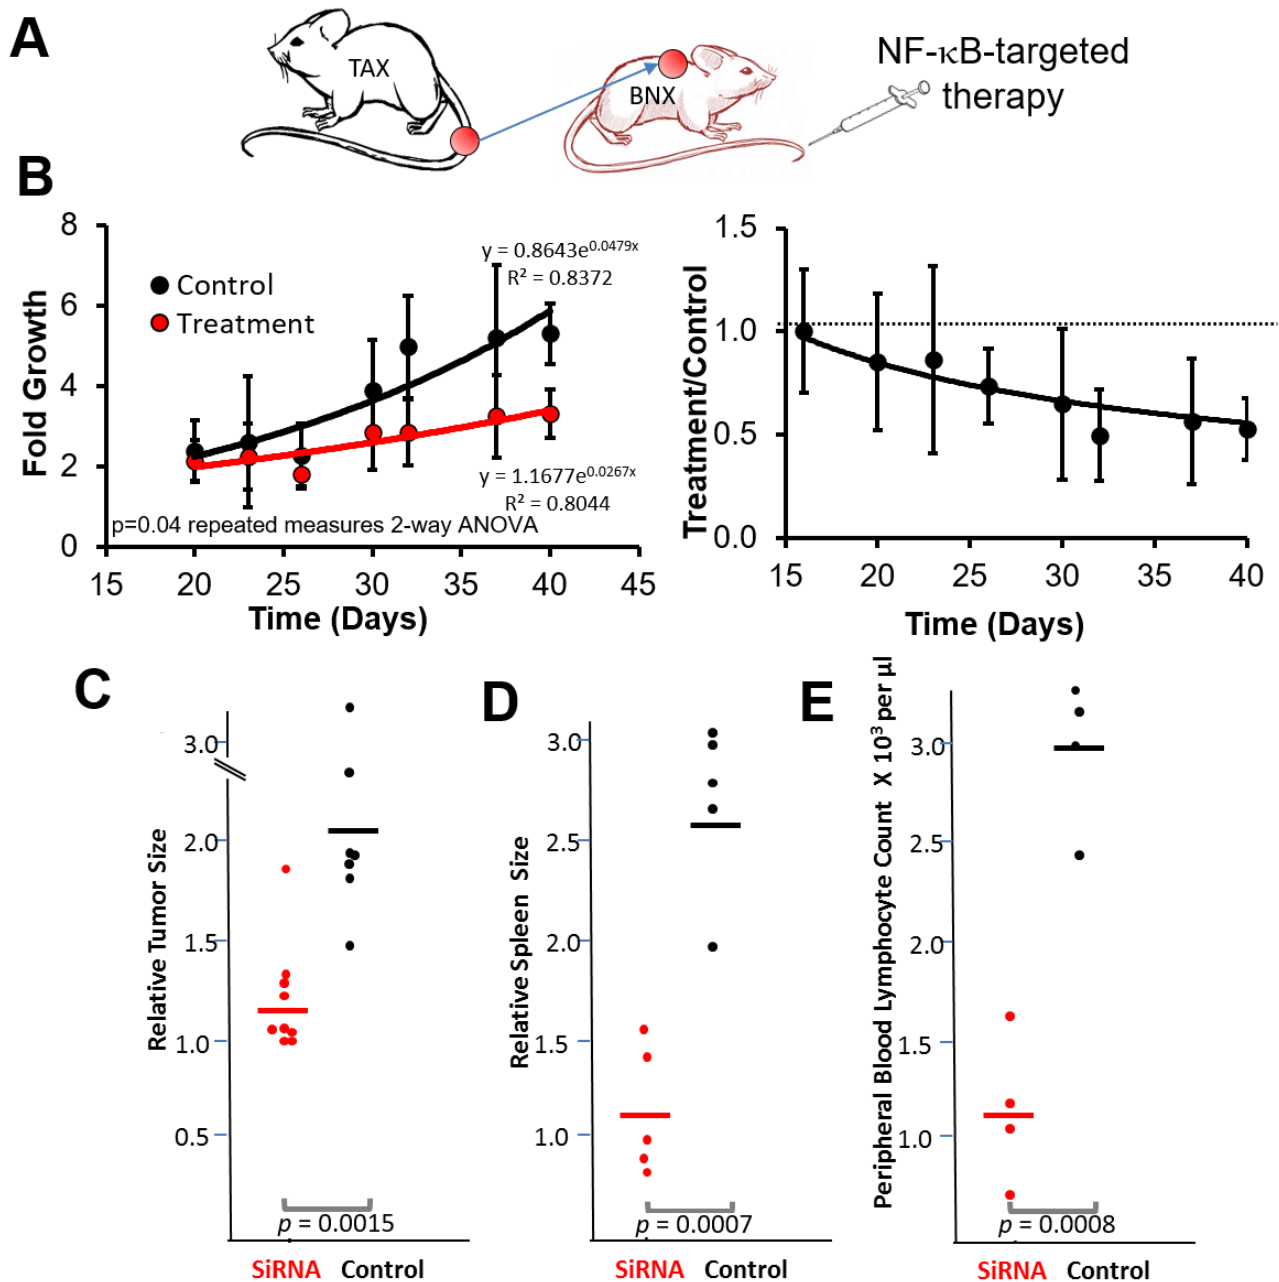 A
TAX
BNX
NF-κB-targeted
therapy
B
8
6
4
2
0
Fold Growth
Control
Treatment
y = 0.8643e^0.0479x
R² = 0.8372
y = 1.1677e^0.0267x
R² = 0.8044
p=0.04 repeated measures 2-way ANOVA
15 20 25 30 35 40 45
Time (Days)
1.5
1.0
0.5
0.0
Treatment/Control
15 20 25 30 35 40
Time (Days)
C
3.0
2.0
1.5
1.0
0.5
Relative Tumor Size
p = 0.0015
SiRNA Control
D
3.0
2.5
2.0
1.5
1.0
Relative Spleen Size
p = 0.0007
SiRNA Control
E
3.0
2.5
2.0
1.5
1.0
Peripheral Blood Lymphocyte Count X 10³ per µl
p = 0.0008
SiRNA Control